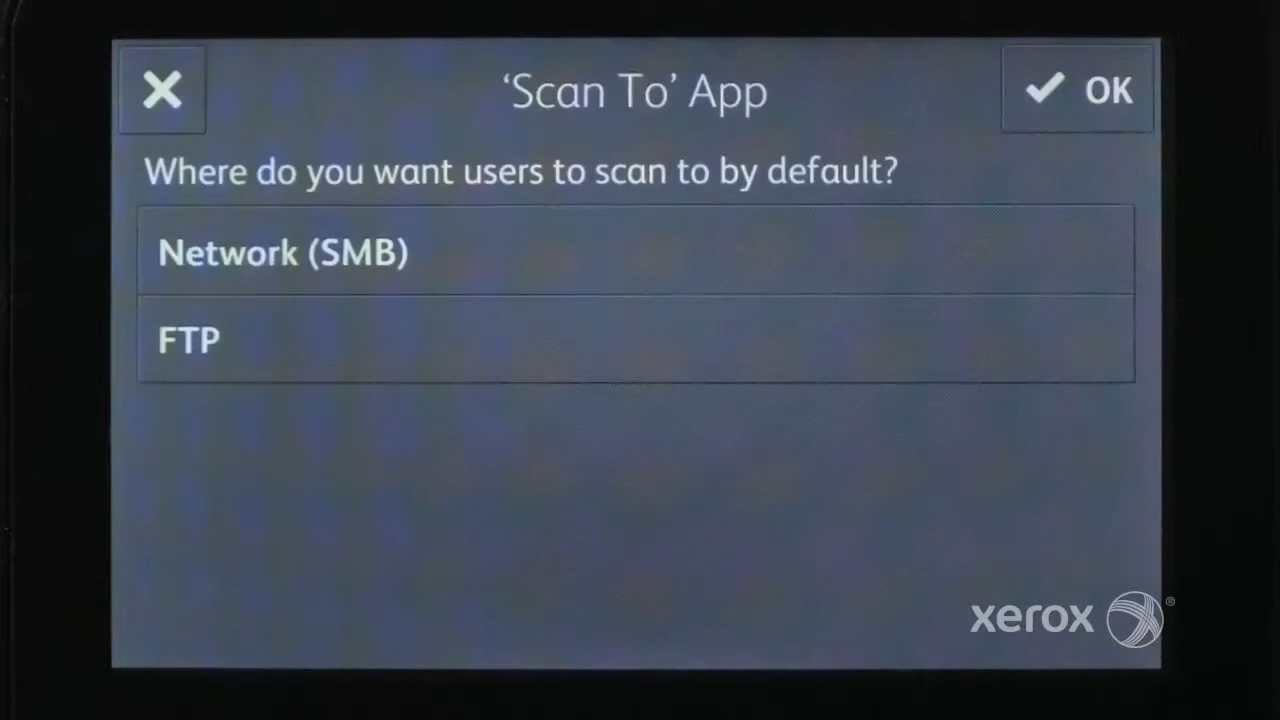 ‘Scan To’ App
OK
Where do you want users to scan to by default?
Network (SMB)
FTP
xerox ®